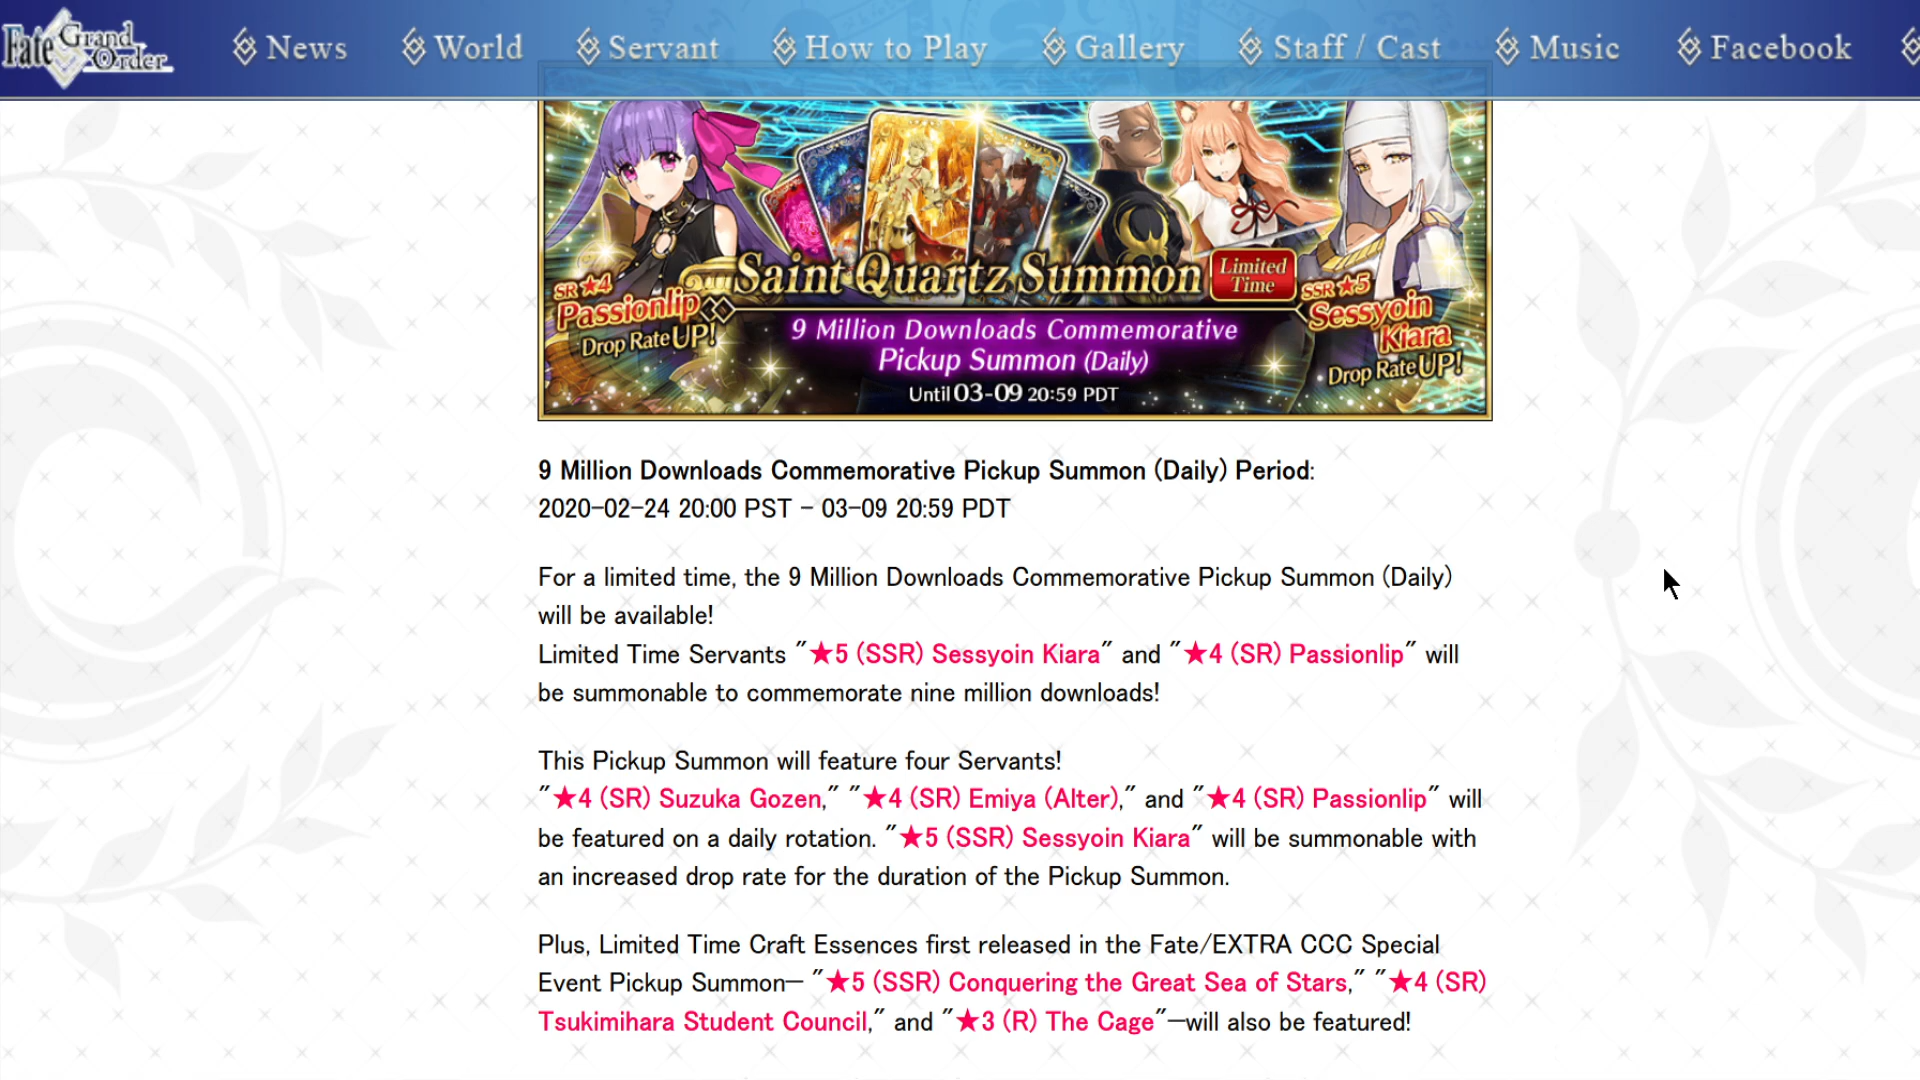 Fate Grand Order
News
World
Servant
How to Play
Gallery
Staff / Cast
Music
Facebook
Saint Quartz Summon
Limited
Time
SR ★4
Passionlip
Drop Rate UP!
SSR ★5
Sessyoin
Kiara
Drop Rate UP!
9 Million Downloads Commemorative
Pickup Summon (Daily)
Until 03-09 20:59 PDT
9 Million Downloads Commemorative Pickup Summon (Daily) Period:
2020-02-24 20:00 PST - 03-09 20:59 PDT
For a limited time, the 9 Million Downloads Commemorative Pickup Summon (Daily)
will be available!
Limited Time Servants "★5 (SSR) Sessyoin Kiara" and "★4 (SR) Passionlip" will
be summonable to commemorate nine million downloads!
This Pickup Summon will feature four Servants!
"★4 (SR) Suzuka Gozen," "★4 (SR) Emiya (Alter)," and "★4 (SR) Passionlip" will
be featured on a daily rotation. "★5 (SSR) Sessyoin Kiara" will be summonable with
an increased drop rate for the duration of the Pickup Summon.
Plus, Limited Time Craft Essences first released in the Fate/EXTRA CCC Special
Event Pickup Summon— "★5 (SSR) Conquering the Great Sea of Stars," "★4 (SR)
Tsukimihara Student Council," and "★3 (R) The Cage"—will also be featured!